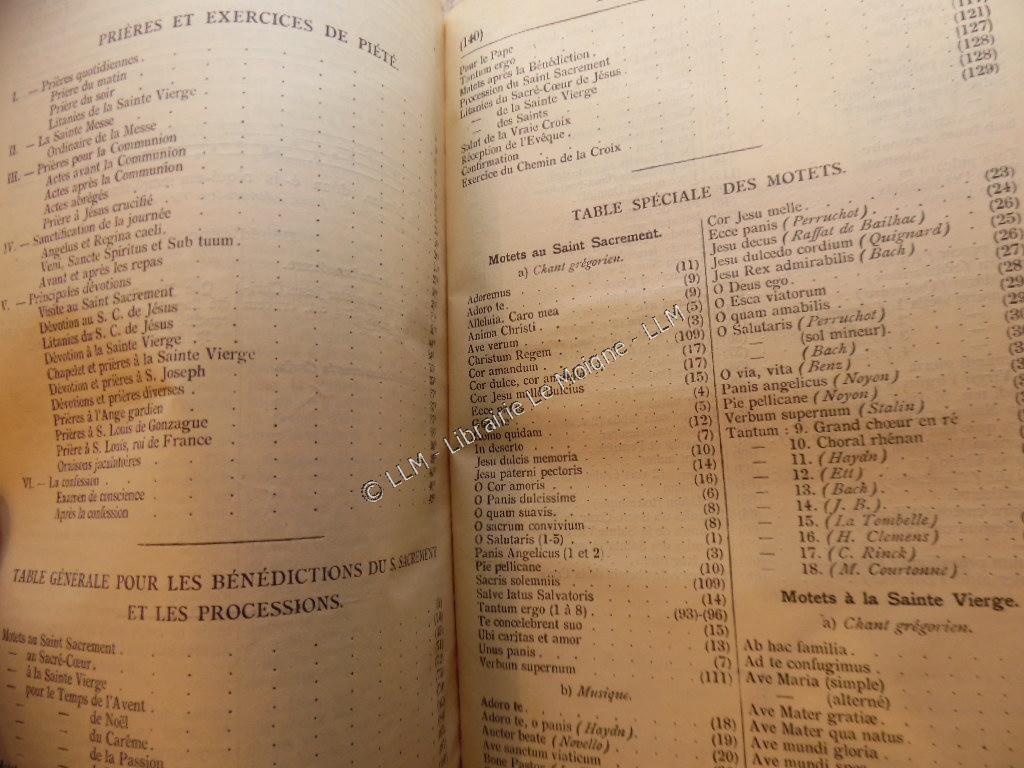 PRIÈRES ET EXERCICES DE PIÉTÉ.
I. — Prières quotidiennes.
Prière du matin
Prière du soir
Litanies de la Sainte Vierge
II. — La Sainte Messe
Ordinaire de la Messe
III. — Prières pour la Communion
Actes avant la Communion
Actes après la Communion
Actes abrégés
Prière à Jésus crucifié
IV. — Sanctification de la journée
Angelus et Regina cæli.
Veni, Sancte Spiritus et Sub tuum.
Avant et après les repas
V. — Principales dévotions
Visite au Saint Sacrement
Dévotion au S. C. de Jésus
Litanies du S. C. de Jésus
Dévotion à la Sainte Vierge
Chapelet et prières à la Sainte Vierge
Dévotion et prières à S. Joseph
Dévotions et prières diverses
Prières à l'Ange gardien
Prière à S. Louis de Gonzague
Prière à S. Louis, roi de France
Oraisons jaculatoires
VI. — La confession
Examen de conscience
Après la confession
TABLE GÉNÉRALE POUR LES BÉNÉDICTIONS DU S. SACREMENT
ET LES PROCESSIONS.
Motets au Saint Sacrement
— au Sacré-Cœur
— à la Sainte Vierge
— pour le Temps de l'Avent
— — de Noël
— — du Carême
— — de la Passion
(140)
Pour le Pape
Tantum ergo
Motets après la Bénédiction
Procession du Saint Sacrement
Litanies du Sacré-Cœur de Jésus
— de la Sainte Vierge
— des Saints
Salut de la Vraie Croix (121)
Réception de l'Evêque (127)
Confirmation (128)
Exercice du Chemin de la Croix (128)
(129)
TABLE SPÉCIALE DES MOTETS.
Motets au Saint Sacrement.
a) Chant grégorien.
Adoremus (11)
Adoro te (9)
Alleluia. Caro mea (9)
Anima Christi (5)
Ave verum (3)
Christum Regem (109)
Cor amandum (17)
Cor dulce, cor (17)
Cor Jesu melle dulcius (15)
Ecce (4)
(5)
Homo quidam (12)
In deserto (7)
Jesu dulcis memoria (10)
Jesu paterni pectoris (14)
O Cor amoris (16)
O Panis dulcissime (6)
O quam suavis (8)
O sacrum convivium (8)
O Salutaris (1-5) (1)
Panis Angelicus (1 et 2) (3)
Pie pellicane (10)
Sacris solemniis (109)
Salve latus Salvatoris (14)
Tantum ergo (1 à 8) (93)-(96)
Te concelebrent suo (15)
Ubi caritas et amor (13)
Unus panis (7)
Verbum supernum (111)
b) Musique.
Adoro te
Adoro te, o panis (Haydn) (18)
Auctor beate (Novello) (19)
Ave sanctum viaticum (20)
Bone Pastor
Cor Jesu melle (23)
Ecce panis (Perruchot) (24)
Jesu decus (Raffat de Bailhac) (26)
Jesu dulcedo cordium (Quignard) (25)
Jesu Rex admirabilis (Bach) (26)
O Deus ego (27)
O Esca viatorum
O quam amabilis
O Salutaris (Perruchot)
— (sol mineur)
— (Bach)
O via, vita (Benz)
Panis angelicus (Noyon)
Pie pellicane (Noyon)
Verbum supernum (Stalin)
Tantum : 9. Grand chœur en ré
— 10. Choral rhénan
— 11. (Haydn)
— 12. (Ett)
— 13. (Bach)
— 14. (J. B.)
— 15. (La Tombelle)
— 16. (H. Clemens)
— 17. (C. Rinck)
— 18. (M. Courtonne)
Motets à la Sainte Vierge.
a) Chant grégorien.
Ab hac familia
Ad te confugimus
Ave Maria (simple)
— (alterné)
Ave Mater gratiæ
Ave Mater qua natus
Ave mundi gloria
Ave mundi spes
© LLM - Librairie Le Moigne - LLM